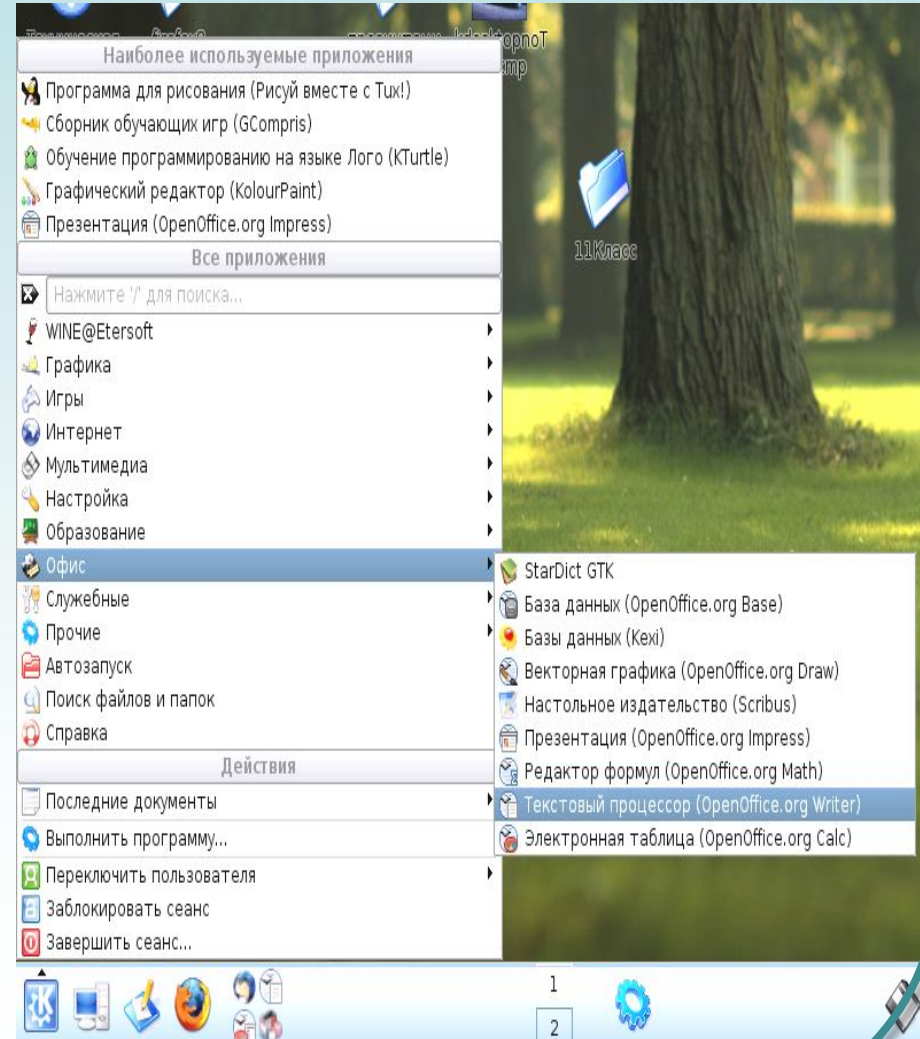 opnoT
mp
Наиболее используемые приложения
Программа для рисования (Рисуй вместе с Tux!)
Сборник обучающих игр (GCompris)
Обучение программированию на языке Лого (KTurtle)
Графический редактор (KolourPaint)
Презентация (OpenOffice.org Impress)
11Класс
Все приложения
Нажмите '/' для поиска...
WINE@Etersoft
Графика
Игры
Интернет
Мультимедиа
Настройка
Образование
Офис
Служебные
Прочие
Автозапуск
Поиск файлов и папок
Справка
StarDict GTK
База данных (OpenOffice.org Base)
Базы данных (Kexi)
Векторная графика (OpenOffice.org Draw)
Настольное издательство (Scribus)
Презентация (OpenOffice.org Impress)
Редактор формул (OpenOffice.org Math)
Текстовый процессор (OpenOffice.org Writer)
Электронная таблица (OpenOffice.org Calc)
Действия
Последние документы
Выполнить программу...
Переключить пользователя
Заблокировать сеанс
Завершить сеанс...
1
2